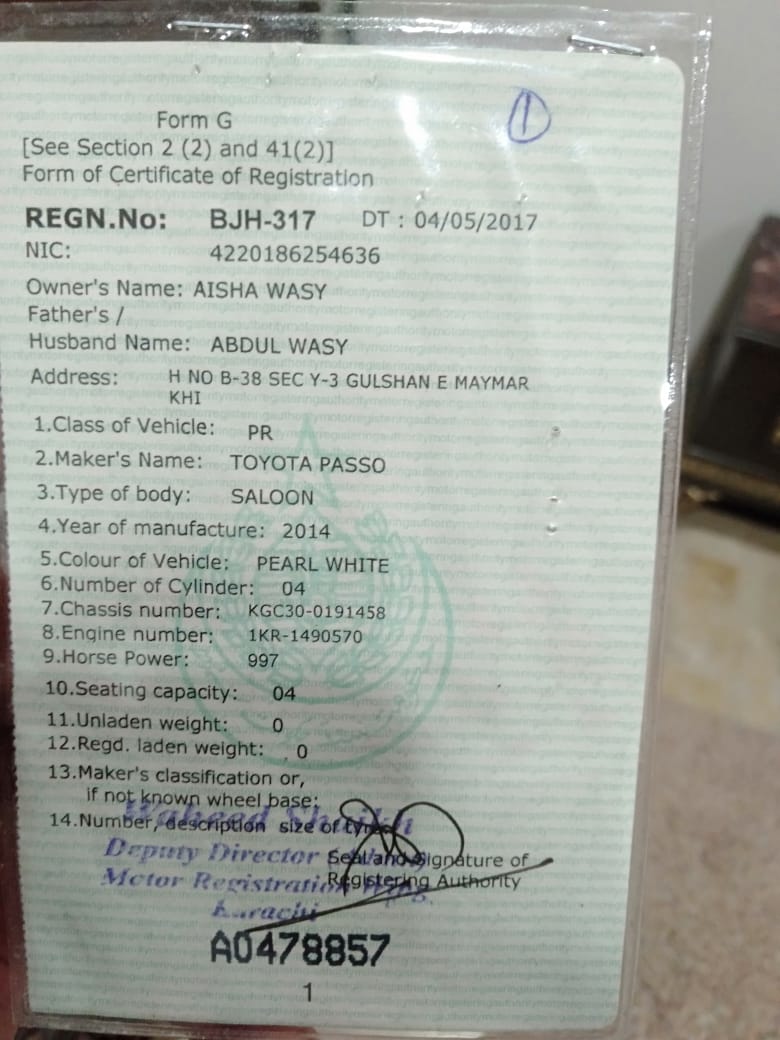 1
Form G
[See Section 2 (2) and 41(2)]
Form of Certificate of Registration
REGN.No: BJH-317 DT : 04/05/2017
NIC: 4220186254636
Owner's Name: AISHA WASY
Father's /
Husband Name: ABDUL WASY
Address: H NO B-38 SEC Y-3 GULSHAN E MAYMAR
KHI
1.Class of Vehicle: PR
2.Maker's Name: TOYOTA PASSO
3.Type of body: SALOON
4.Year of manufacture: 2014
5.Colour of Vehicle: PEARL WHITE
6.Number of Cylinder: 04
7.Chassis number: KGC30-0191458
8.Engine number: 1KR-1490570
9.Horse Power: 997
10.Seating capacity: 04
11.Unladen weight: 0
12.Regd. laden weight: 0
13.Maker's classification or,
if not known wheel base:
14.Number, description size of tyre
Waheed Shaikh
Deputy Director
Seal and Signature of
Motor Registration
Registering Authority
Karachi
A0478857
1